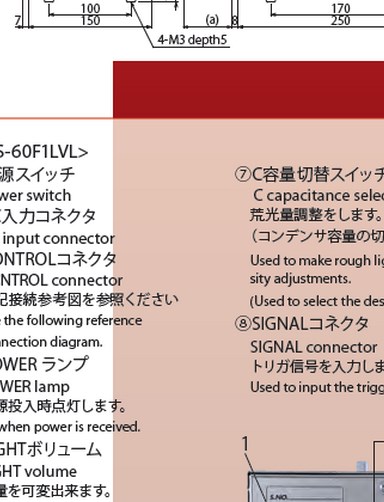 100
170
7
150
(a)
8
250
4-M3 depth5
S-60F1LVL>
源スイッチ
wer switch
入力コネクタ
input connector
ONTROLコネクタ
NTROL connector
記接続参考図を参照ください
the following reference
nnection diagram.
OWER ランプ
WER lamp
源投入時点灯します。
when power is received.
GHTボリューム
GHT volume
量を可変出来ます。
⑦C容量切替スイッチ
C capacitance selec
荒光量調整をします。
(コンデンサ容量の切
Used to make rough lig
sity adjustments.
(Used to select the des
⑧SIGNALコネクタ
SIGNAL connector
トリガ信号を入力しま
Used to input the trigg
1
S.NO.